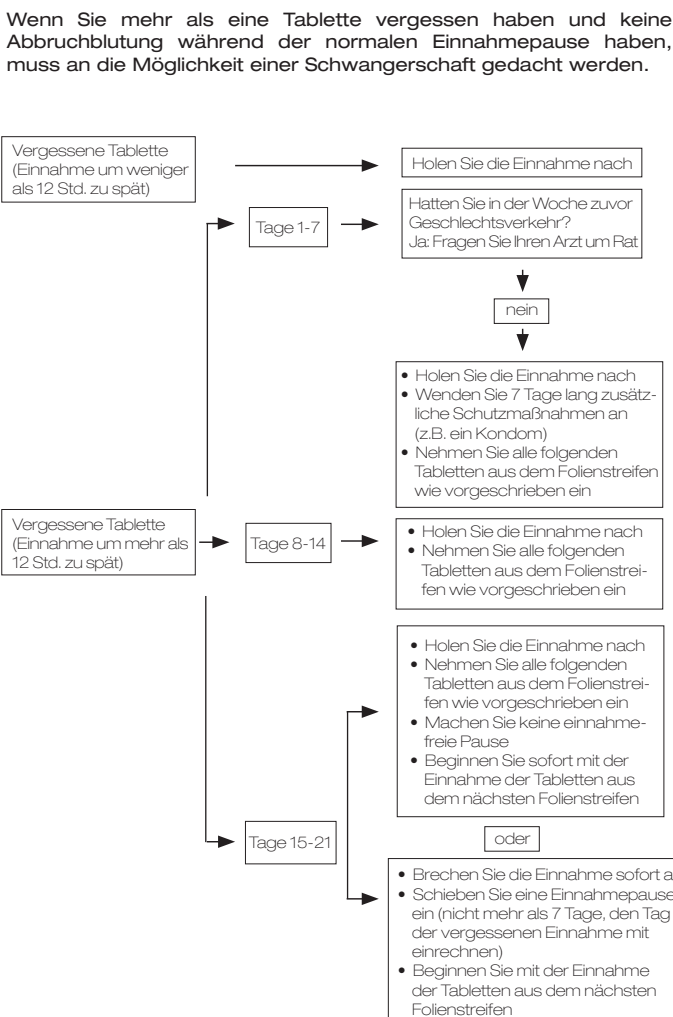 Wenn Sie mehr als eine Tablette vergessen haben und keine
Abbruchblutung während der normalen Einnahmepause haben,
muss an die Möglichkeit einer Schwangerschaft gedacht werden.
Vergessene Tablette
(Einnahme um weniger
als 12 Std. zu spät)
Holen Sie die Einnahme nach
Tage 1-7
Hatten Sie in der Woche zuvor
Geschlechtsverkehr?
Ja: Fragen Sie Ihren Arzt um Rat
nein
• Holen Sie die Einnahme nach
• Wenden Sie 7 Tage lang zusätz-
liche Schutzmaßnahmen an
(z.B. ein Kondom)
• Nehmen Sie alle folgenden
Tabletten aus dem Folienstreifen
wie vorgeschrieben ein
Vergessene Tablette
(Einnahme um mehr als
12 Std. zu spät)
Tage 8-14
• Holen Sie die Einnahme nach
• Nehmen Sie alle folgenden
Tabletten aus dem Folienstrei-
fen wie vorgeschrieben ein
Tage 15-21
• Holen Sie die Einnahme nach
• Nehmen Sie alle folgenden
Tabletten aus dem Folienstrei-
fen wie vorgeschrieben ein
• Machen Sie keine einnahme-
freie Pause
• Beginnen Sie sofort mit der
Einnahme der Tabletten aus
dem nächsten Folienstreifen
oder
• Brechen Sie die Einnahme sofort a
• Schieben Sie eine Einnahmepause
ein (nicht mehr als 7 Tage, den Tag
der vergessenen Einnahme mit
einrechnen)
• Beginnen Sie mit der Einnahme
der Tabletten aus dem nächsten
Folienstreifen